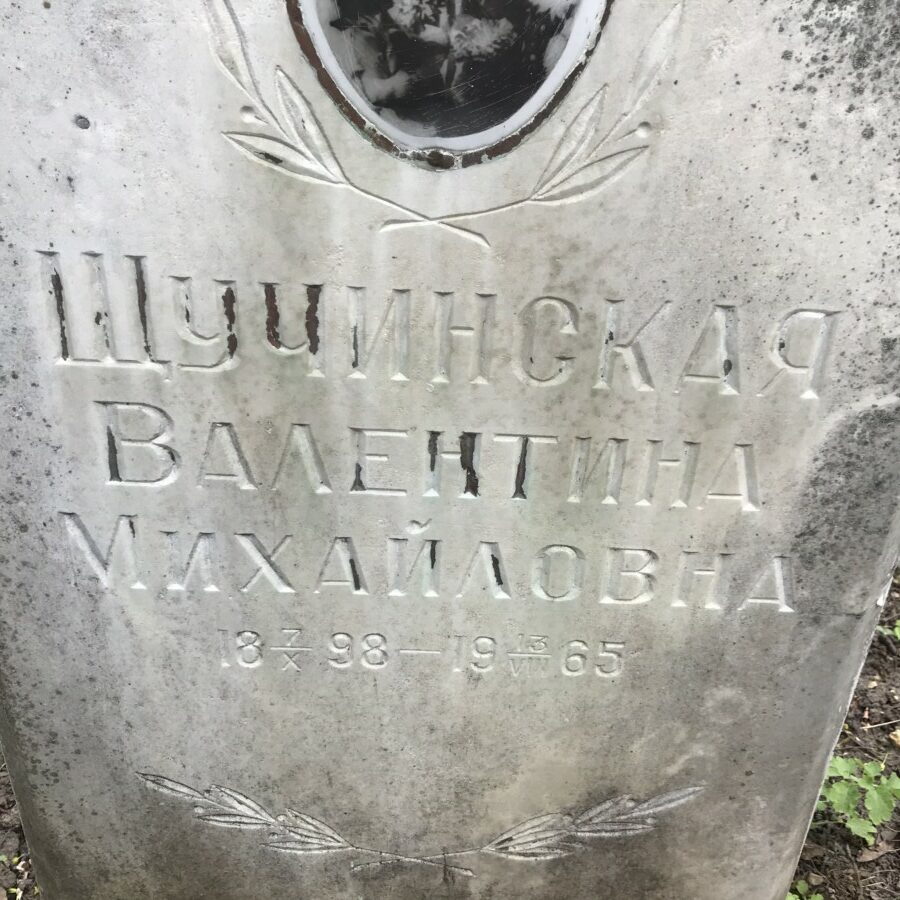 Щучинская
Валентина
Михайловна
18 7/X 98 — 19 13/VIII 65